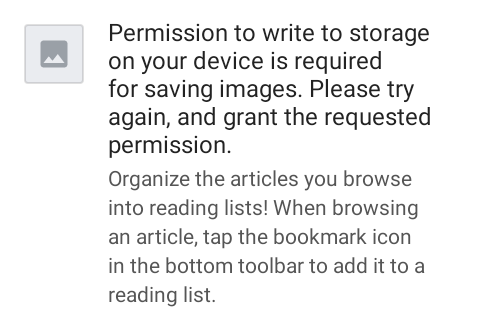 Permission to write to storage
on your device is required
for saving images. Please try
again, and grant the requested
permission.
Organize the articles you browse
into reading lists! When browsing
an article, tap the bookmark icon
in the bottom toolbar to add it to a
reading list.